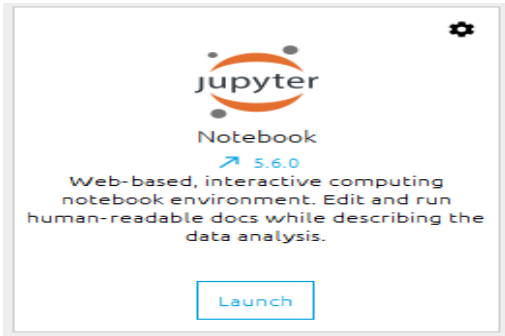 jupyter
Notebook
5.6.0
Web-based, interactive computing
notebook environment. Edit and run
human-readable docs while describing the
data analysis.
Launch